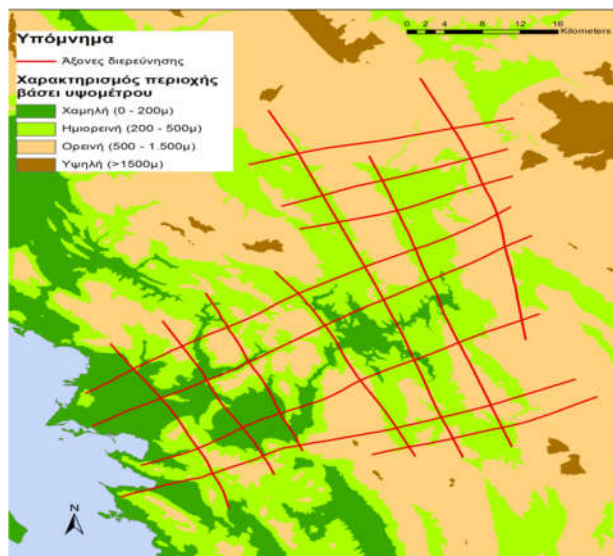 0 2 4 8 12 16
Kilometers
Υπόμνημα
Άξονες διερεύνησης
Χαρακτηρισμός περιοχής
βάσει υψομέτρου
Χαμηλή (0 - 200μ)
Ημιορεινή (200 - 500μ)
Ορεινή (500 - 1.500μ)
Υψηλή (>1500μ)
N